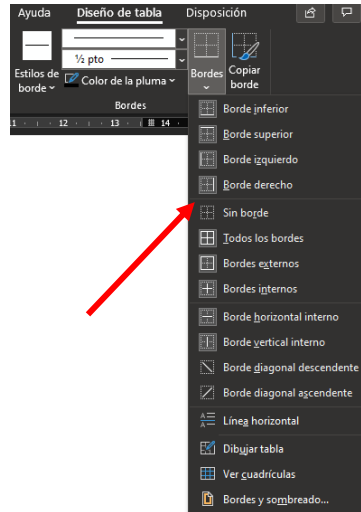 Ayuda Diseño de tabla Disposición
½ pto
Estilos de borde
Color de la pluma
Bordes
Copiar borde
Bordes
1 12 13 14
Borde inferior
Borde superior
Borde izquierdo
Borde derecho
Sin borde
Todos los bordes
Bordes externos
Bordes internos
Borde horizontal interno
Borde vertical interno
Borde diagonal descendente
Borde diagonal ascendente
Línea horizontal
Dibujar tabla
Ver cuadrículas
Bordes y sombreado...